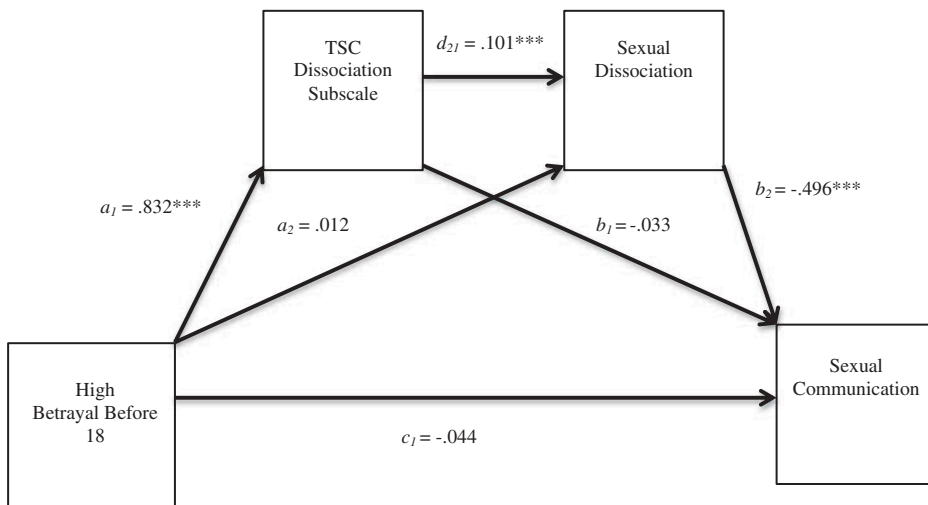 TSC
Dissociation
Subscale
d21 = .101***
Sexual
Dissociation
a1 = .832***
a2 = .012
b1 = -.033
b2 = -.496***
High
Betrayal Before
18
c1 = -.044
Sexual
Communication